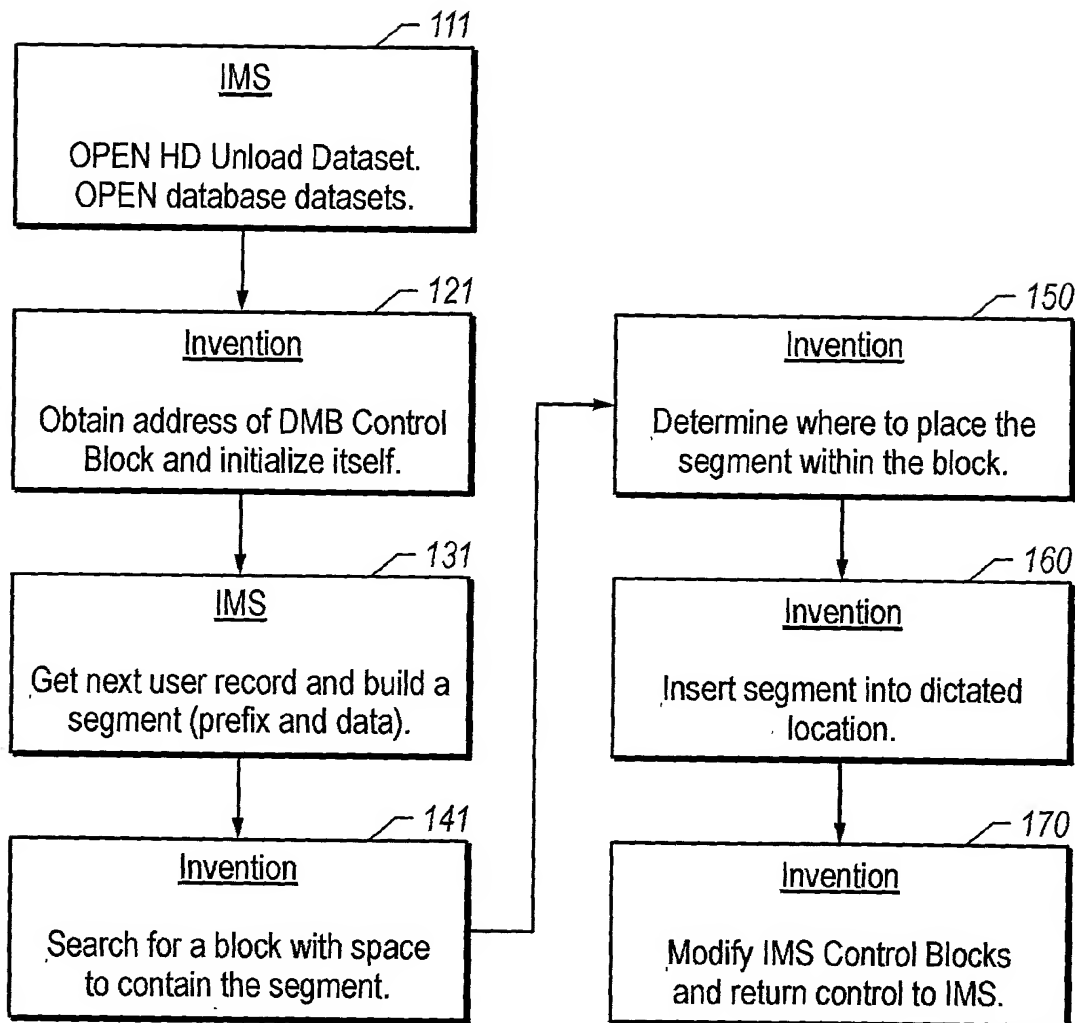 111
IMS
OPEN HD Unload Dataset.
OPEN database datasets.
121
Invention
Obtain address of DMB Control
Block and initialize itself.
131
IMS
Get next user record and build a
segment (prefix and data).
141
Invention
Search for a block with space
to contain the segment.
150
Invention
Determine where to place the
segment within the block.
160
Invention
Insert segment into dictated
location.
170
Invention
Modify IMS Control Blocks
and return control to IMS.